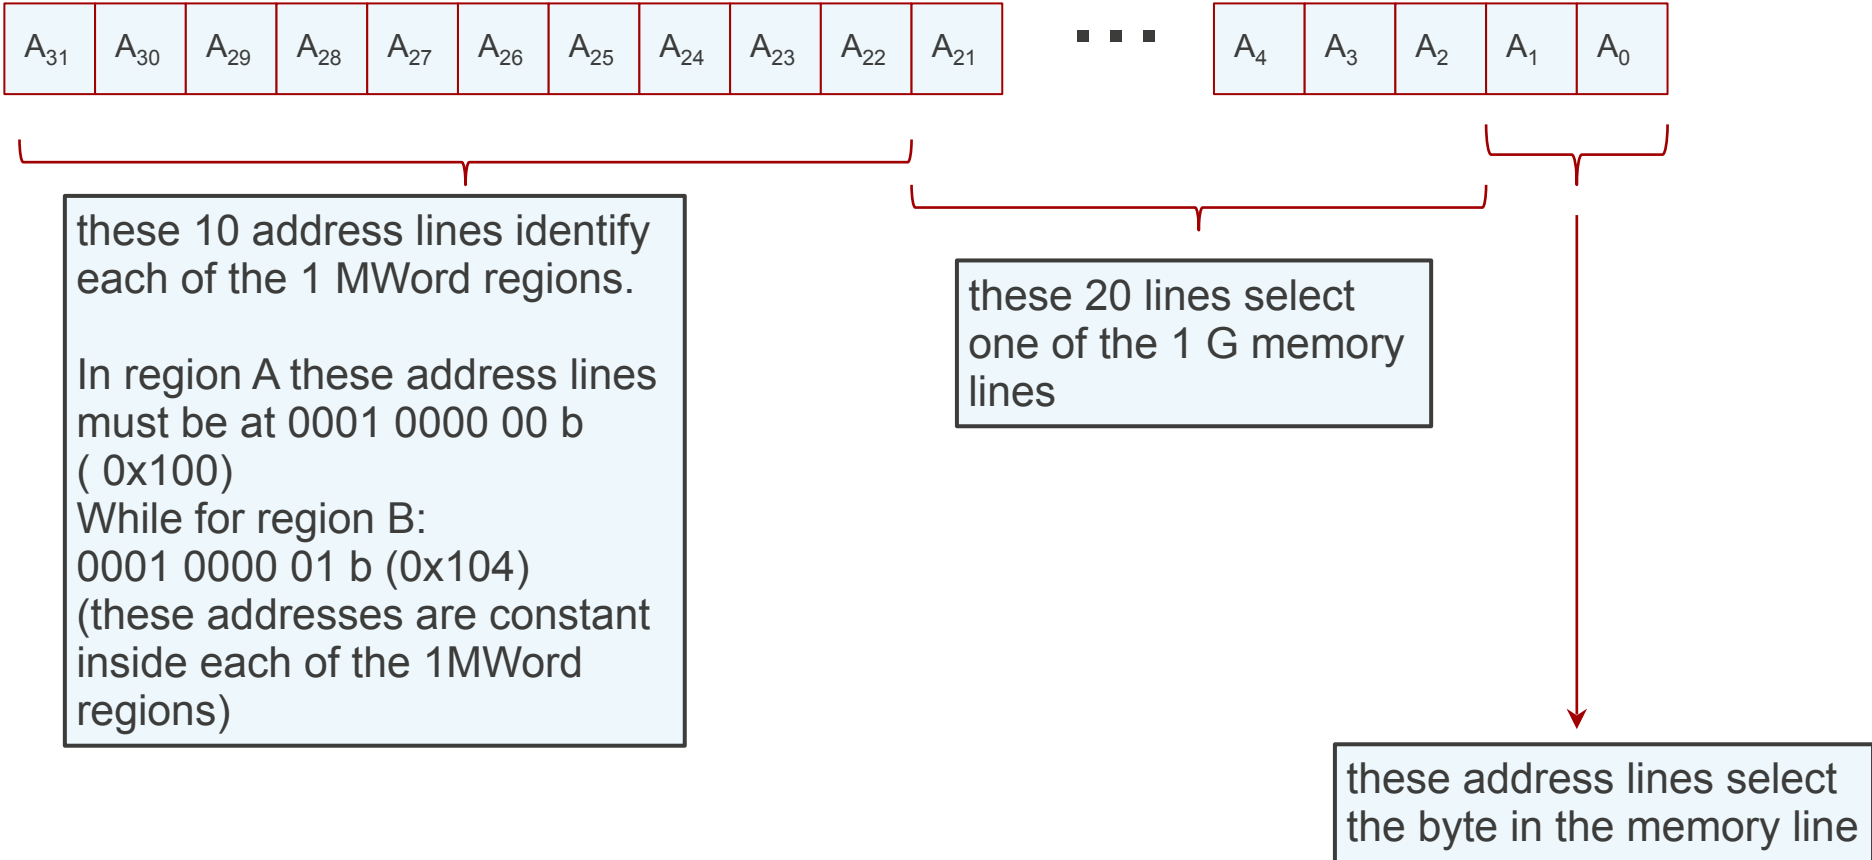 A31 A30 A29 A28 A27 A26 A25 A24 A23 A22 A21 ... A4 A3 A2 A1 A0
these 10 address lines identify
each of the 1 MWord regions.
In region A these address lines
must be at 0001 0000 00 b
( 0x100)
While for region B:
0001 0000 01 b (0x104)
(these addresses are constant
inside each of the 1MWord
regions)
these 20 lines select
one of the 1 G memory
lines
these address lines select
the byte in the memory line